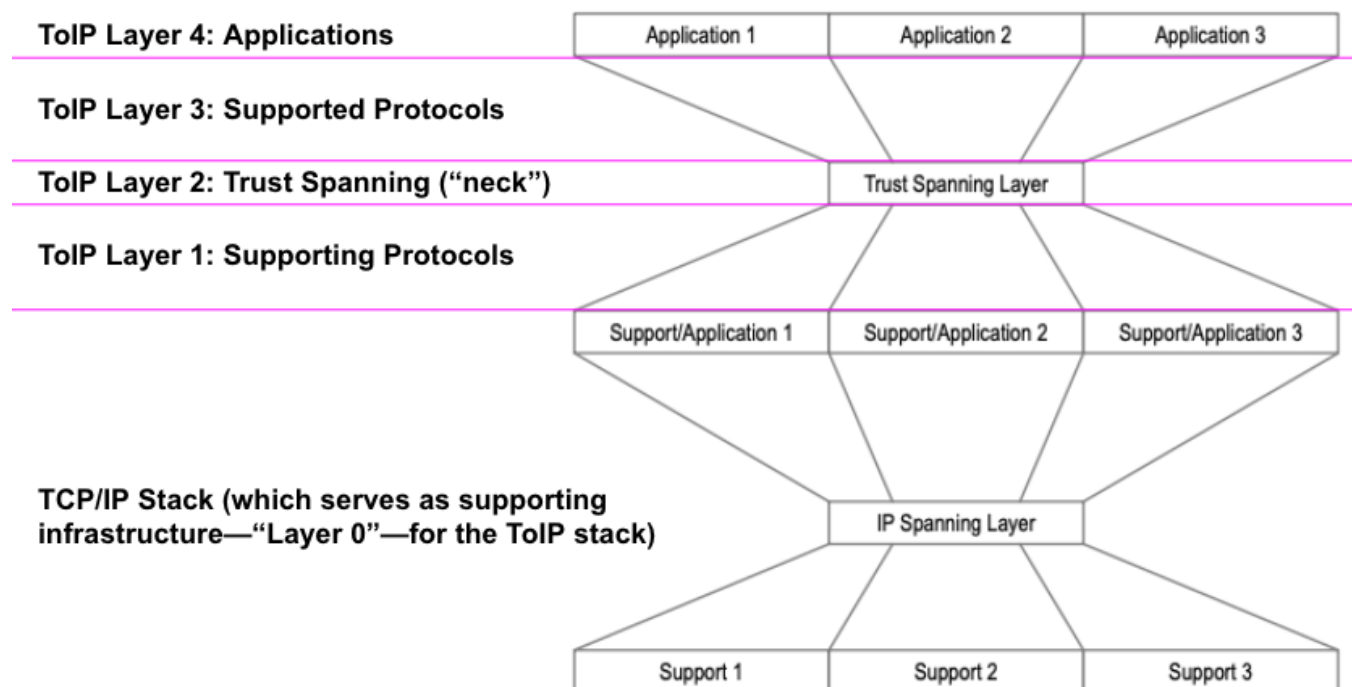 ToIP Layer 4: Applications
Application 1
Application 2
Application 3
ToIP Layer 3: Supported Protocols
ToIP Layer 2: Trust Spanning (“neck”)
Trust Spanning Layer
ToIP Layer 1: Supporting Protocols
Support/Application 1
Support/Application 2
Support/Application 3
TCP/IP Stack (which serves as supporting
infrastructure—“Layer 0”—for the ToIP stack)
IP Spanning Layer
Support 1
Support 2
Support 3